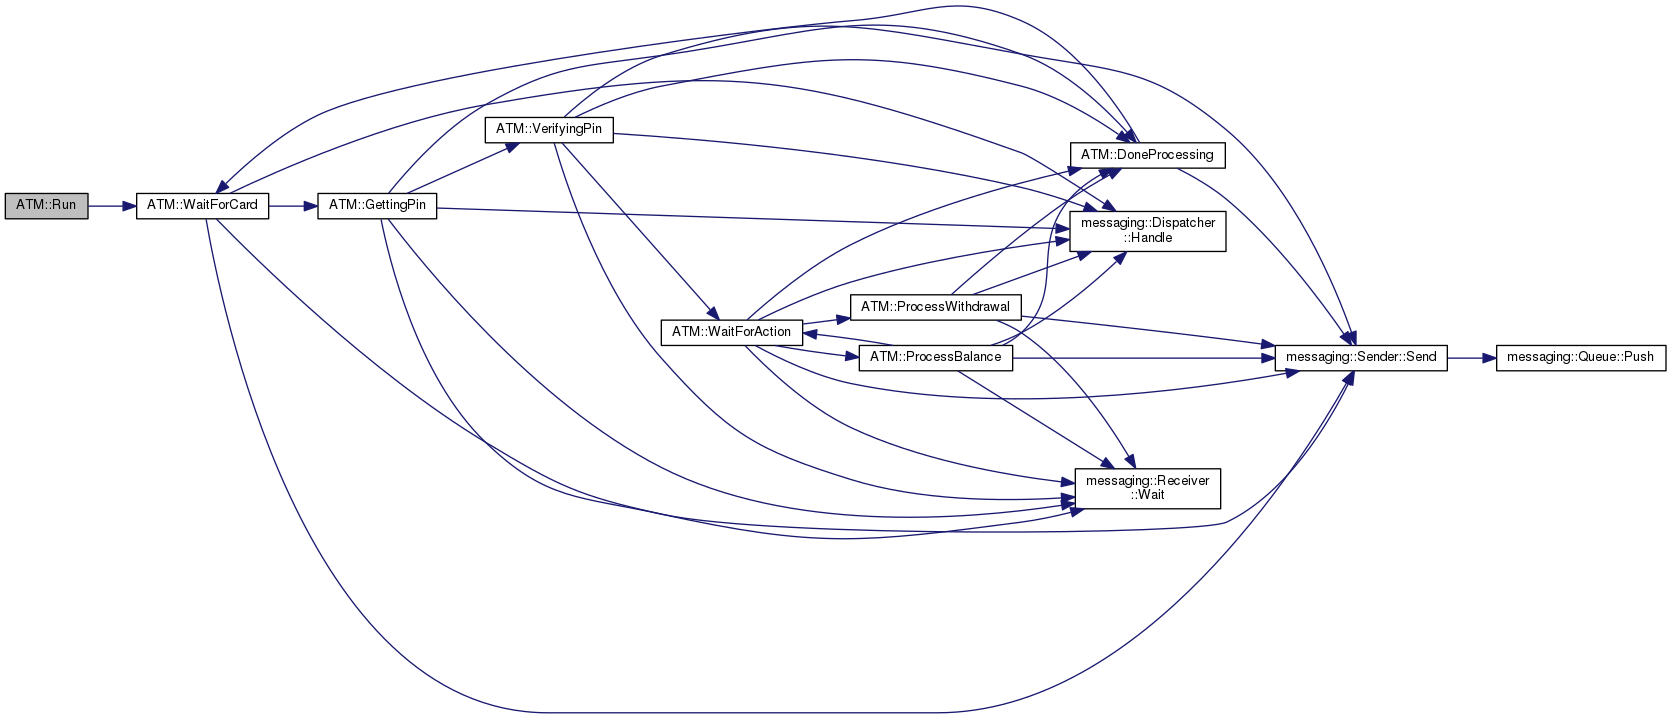 ATM::Run
ATM::WaitForCard
ATM::GettingPin
ATM::VerifyingPin
ATM::WaitForAction
ATM::ProcessWithdrawal
ATM::ProcessBalance
ATM::DoneProcessing
messaging::Dispatcher
::Handle
messaging::Sender::Send
messaging::Receiver
::Wait
messaging::Queue::Push